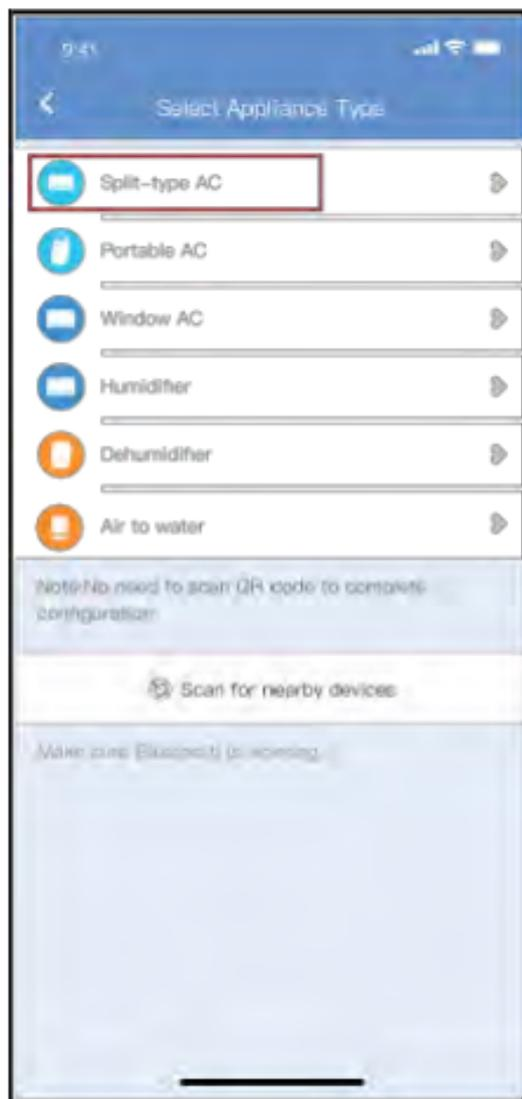 9:41
Select Appliance Type
Split-type AC
Portable AC
Window AC
Humidifier
Dehumidifier
Air to water
Note:No need to scan QR code to complete
configuration
Scan for nearby devices
Make sure Bluetooth is working